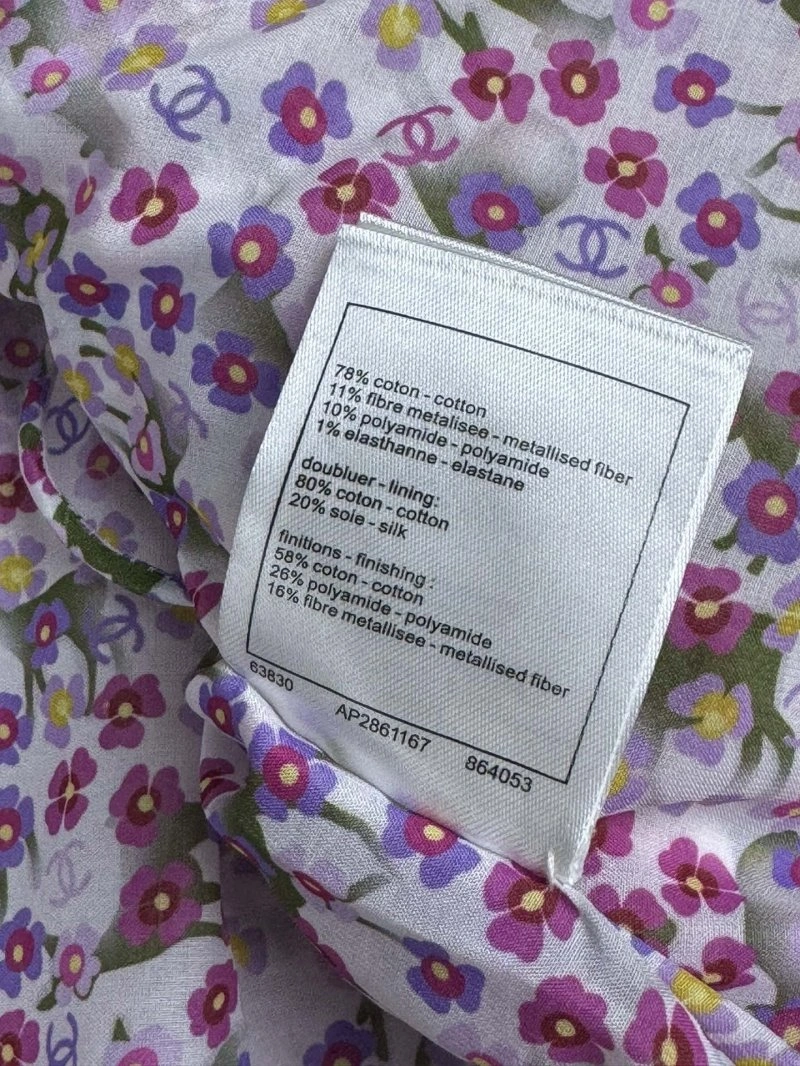 78% coton - cotton
11% fibre metalisee - metallised fiber
10% polyamide - polyamide
1% elasthanne - elastane
doubluer - lining:
80% coton - cotton
20% soie - silk
finitions - finishing :
58% coton - cotton
26% polyamide - polyamide
16% fibre metallisee - metallised fiber
63830 AP2861167 864053